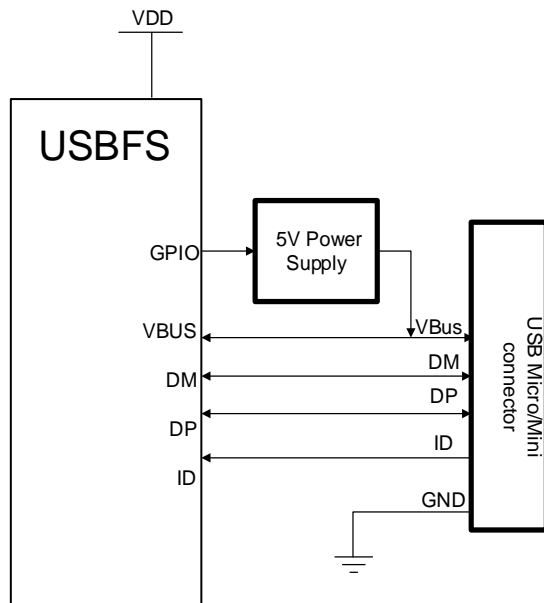 VDD
USBFS
GPIO
5V Power
Supply
VBUS
VBus
DM
DM
DP
DP
ID
ID
GND
USB Micro/Mini
connector